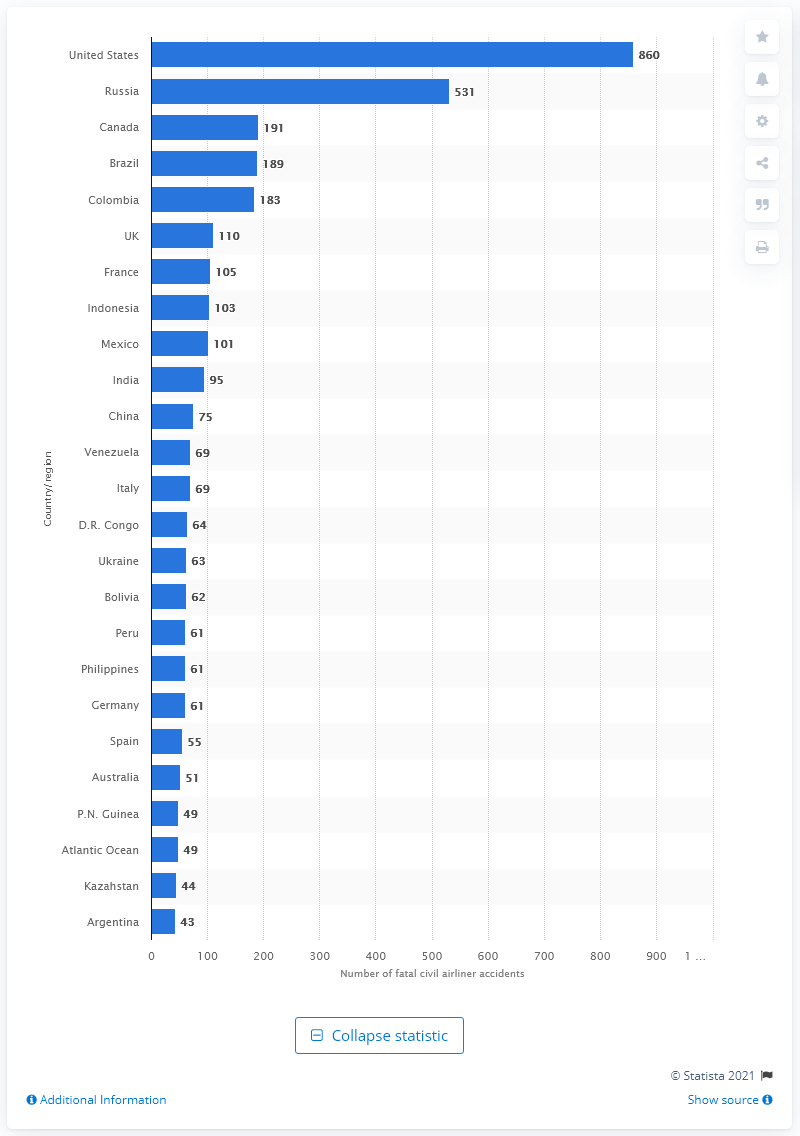 United States 860
Russia 531
Canada 191
Brazil 189
Colombia 183
UK 110
France 105
Indonesia 103
Mexico 101
India 95
China 75
Venezuela 69
Italy 69
D.R. Congo 64
Ukraine 63
Bolivia 62
Peru 61
Philippines 61
Germany 61
Spain 55
Australia 51
P.N. Guinea 49
Atlantic Ocean 49
Kazahstan 44
Argentina 43
Country/region
0 100 200 300 400 500 600 700 800 900 1 ...
Number of fatal civil airliner accidents
Collapse statistic
© Statista 2021
Additional Information
Show source